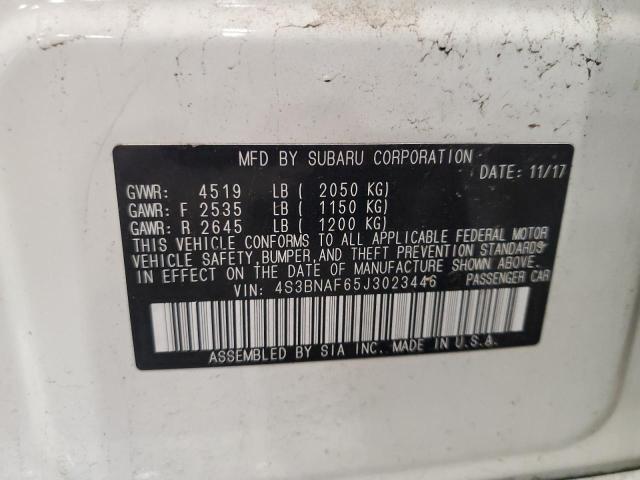 MFD BY SUBARU CORPORATION
DATE: 11/17
GVWR: 4519 LB ( 2050 KG)
GAWR: F 2535 LB ( 1150 KG)
GAWR: R 2645 LB ( 1200 KG)
THIS VEHICLE CONFORMS TO ALL APPLICABLE FEDERAL MOTOR
VEHICLE SAFETY, BUMPER, AND THEFT PREVENTION STANDARDS
IN EFFECT ON THE DATE OF MANUFACTURE SHOWN ABOVE.
VIN: 4S3BNAF65J3023446 PASSENGER CAR
ASSEMBLED BY SIA INC. MADE IN U.S.A.